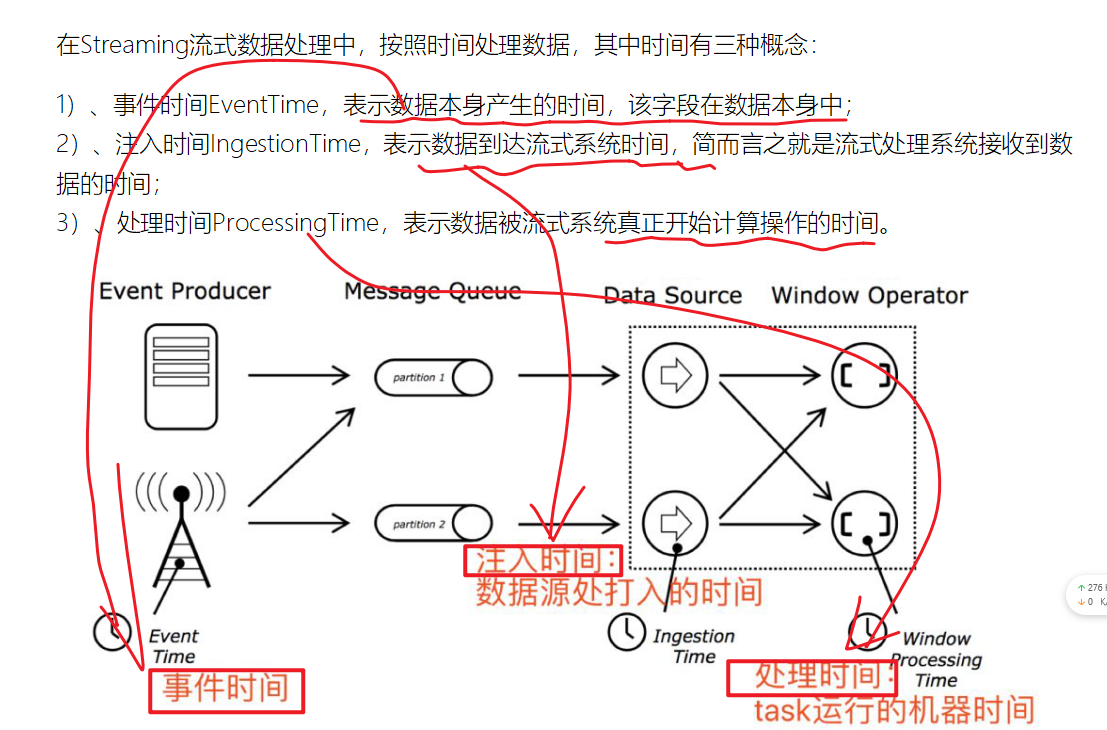 在Streaming流式数据处理中，按照时间处理数据，其中时间有三种概念：
1）、事件时间EventTime，表示数据本身产生的时间，该字段在数据本身中；
2）、注入时间IngestionTime，表示数据到达流式系统时间，简而言之就是流式处理系统接收到数
据的时间；
3）、处理时间ProcessingTime，表示数据被流式系统真正开始计算操作的时间。
Event Producer
Message Queue
Data Source
Window Operator
partition 1
partition 2
注入时间：
数据源处打入的时间
Event
Time
事件时间
Ingestion
Time
Window
Processing
Time
处理时间：
task运行的机器时间
↑ 276
↓ 0 K/